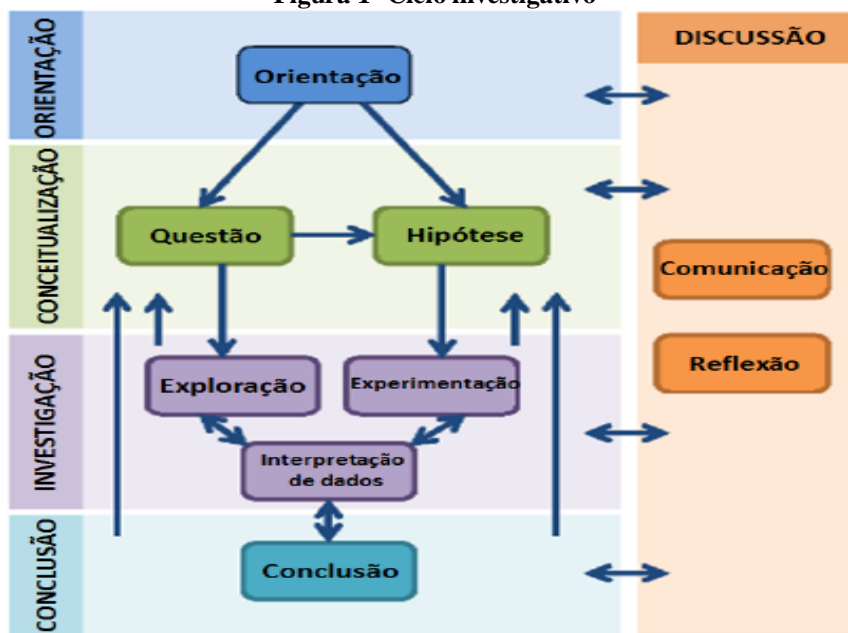 Figura 1- Ciclo investigativo
ORIENTAÇÃO
Orientação
CONCEITUALIZAÇÃO
Questão
Hipótese
INVESTIGAÇÃO
Exploração
Experimentação
Interpretação
de dados
CONCLUSÃO
Conclusão
DISCUSSÃO
Comunicação
Reflexão